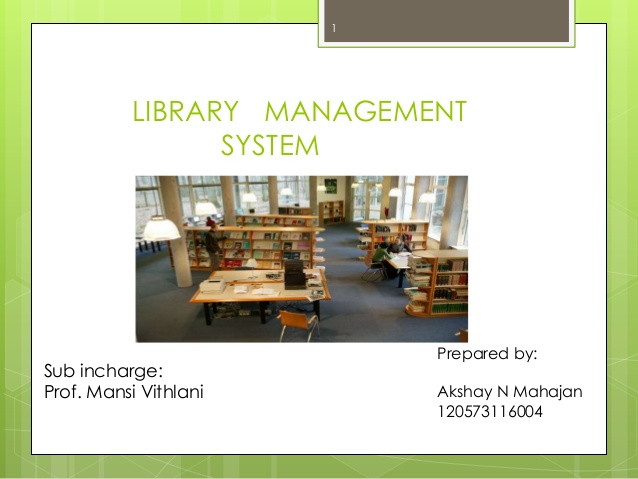 1
LIBRARY MANAGEMENT
SYSTEM
Sub incharge:
Prof. Mansi Vithlani
Prepared by:
Akshay N Mahajan
120573116004